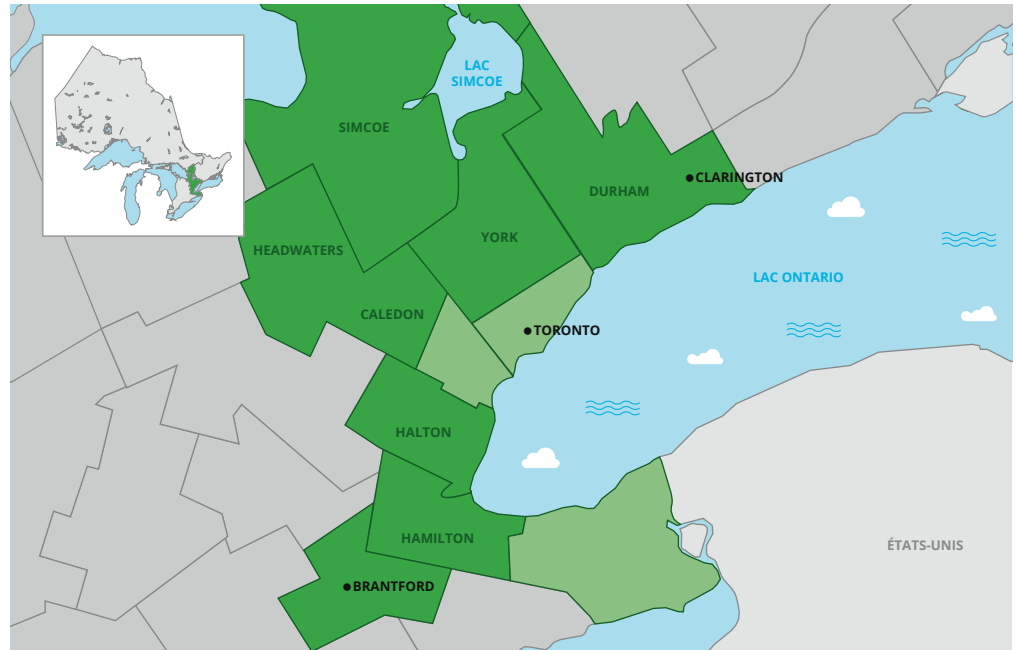 LAC
SIMCOE
SIMCOE
CLARINGTON
DURHAM
YORK
HEADWATERS
LAC ONTARIO
CALEDON
TORONTO
HALTON
HAMILTON
ÉTATS-UNIS
BRANTFORD